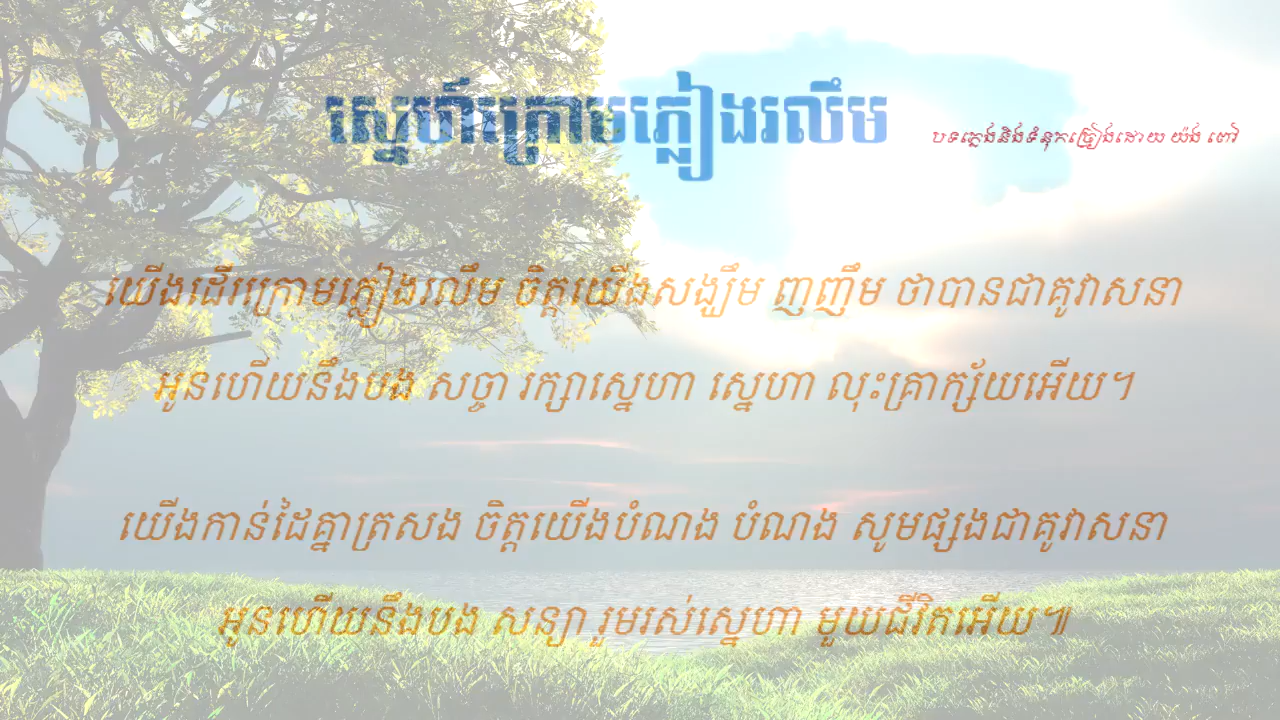 ស្នេហ៍ក្រោមភ្លៀងរលឹម
បទភ្លេងនិងទំនុកច្រៀងដោយ យ៉ង់ ពៅ
យើងដើរក្រោមភ្លៀងរលឹម ចិត្តយើងសង្ឃឹម ញញឹម ថាបានជាគូវាសនា
អូនហើយនឹងបង សច្ចា រក្សាស្នេហា ស្នេហា លុះគ្រាក្ស័យអើយ។
យើងកាន់ដៃគ្នាត្រសង ចិត្តយើងបំណង បំណង សូមផ្សងជាគូវាសនា
អូនហើយនឹងបង សន្យា រួមរស់ស្នេហា មួយជីវិតអើយ៕